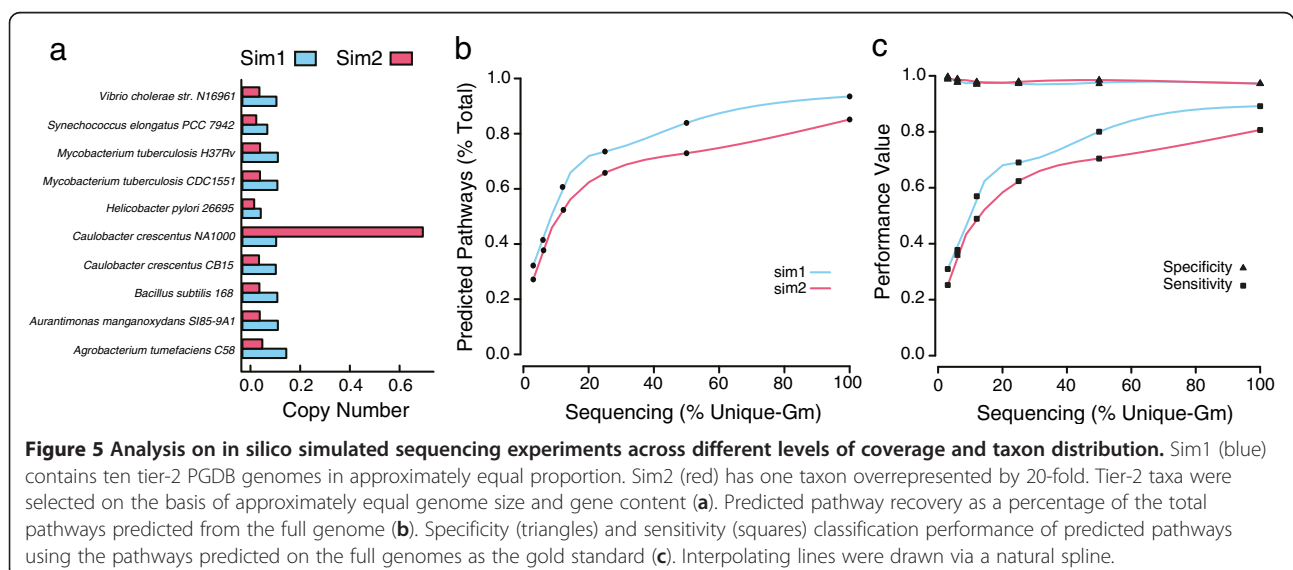 a
Sim1 Sim2
Vibrio cholerae str. N16961
Synechococcus elongatus PCC 7942
Mycobacterium tuberculosis H37Rv
Mycobacterium tuberculosis CDC1551
Helicobacter pylori 26695
Caulobacter crescentus NA1000
Caulobacter crescentus CB15
Bacillus subtilis 168
Aurantimonas manganoxydans SI85-9A1
Agrobacterium tumefaciens C58
0.0 0.2 0.4 0.6
Copy Number
b
Predicted Pathways (% Total)
1.0
0.8
0.6
0.4
0.2
0.0
sim1
sim2
0 20 40 60 80 100
Sequencing (% Unique-Gm)
c
Performance Value
1.0
0.8
0.6
0.4
0.2
0.0
Specificity
Sensitivity
0 20 40 60 80 100
Sequencing (% Unique-Gm)
Figure 5 Analysis on in silico simulated sequencing experiments across different levels of coverage and taxon distribution. Sim1 (blue)
contains ten tier-2 PGDB genomes in approximately equal proportion. Sim2 (red) has one taxon overrepresented by 20-fold. Tier-2 taxa were
selected on the basis of approximately equal genome size and gene content (a). Predicted pathway recovery as a percentage of the total
pathways predicted from the full genome (b). Specificity (triangles) and sensitivity (squares) classification performance of predicted pathways
using the pathways predicted on the full genomes as the gold standard (c). Interpolating lines were drawn via a natural spline.